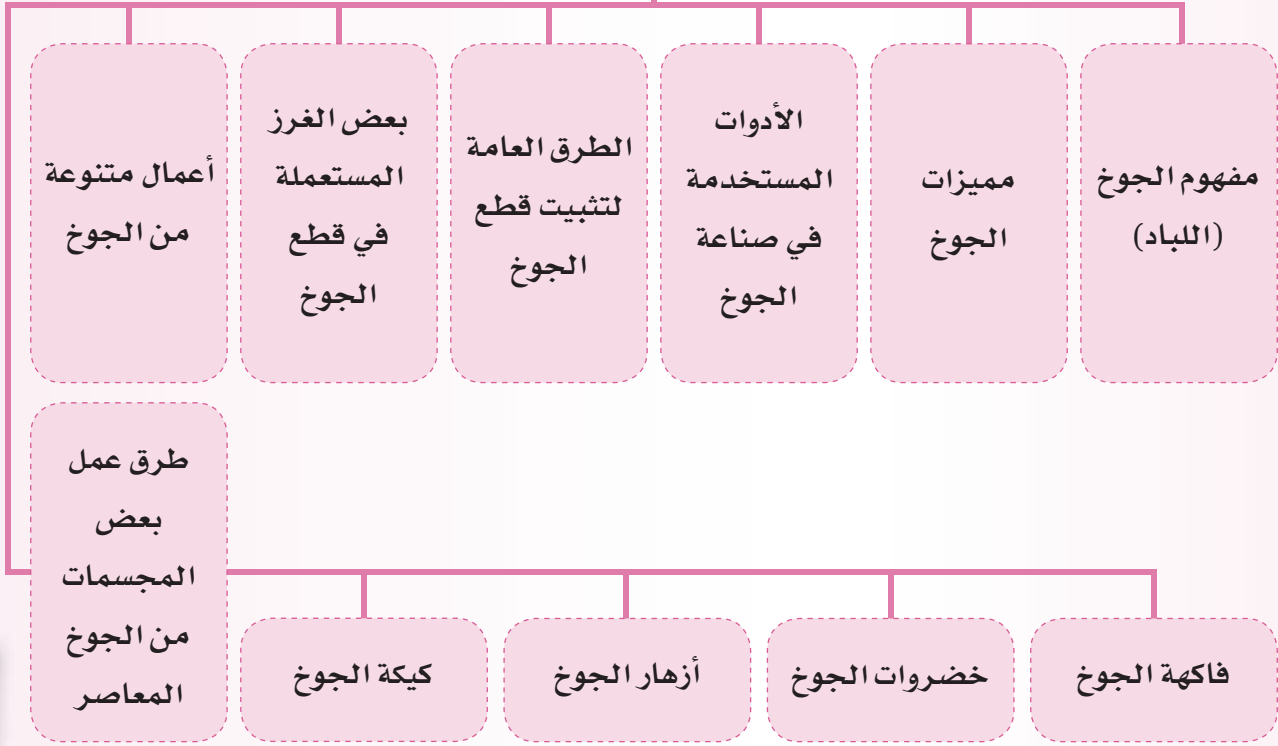 مفهوم الجوخ
(اللباد)
مميزات
الجوخ
الأدوات
المستخدمة
في صناعة
الجوخ
الطرق العامة
لتثبيت قطع
الجوخ
بعض الغرز
المستعملة
في قطع
الجوخ
أعمال متنوعة
من الجوخ
طرق عمل
بعض
المجسمات
من الجوخ
المعاصر
فاكهة الجوخ
خضروات الجوخ
أزهار الجوخ
كيكة الجوخ